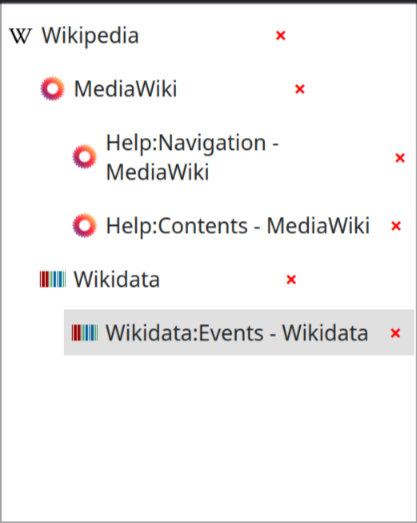 W Wikipedia ×
MediaWiki ×
Help:Navigation -
MediaWiki ×
Help:Contents - MediaWiki ×
Wikidata ×
Wikidata:Events - Wikidata ×